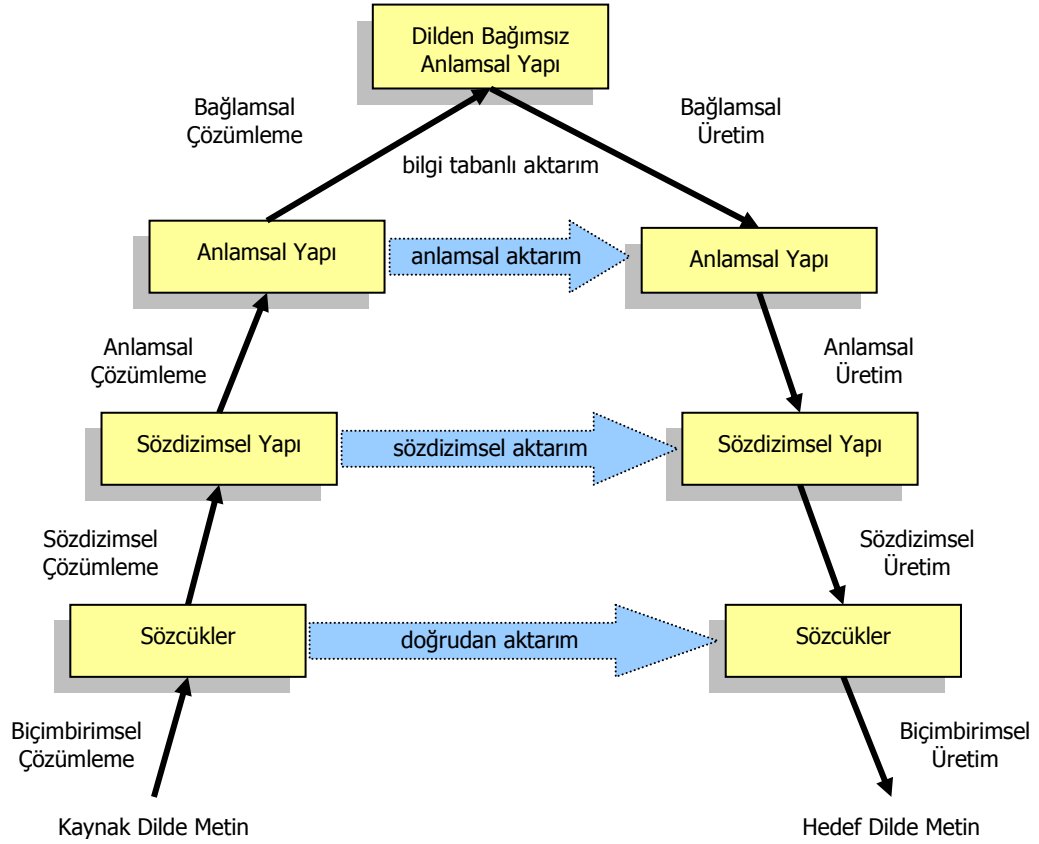 Dilden Bağımsız
Anlamsal Yapı
Bağlamsal
Çözümleme
Bağlamsal
Üretim
bilgi tabanlı aktarım
Anlamsal Yapı
anlamsal aktarım
Anlamsal Yapı
Anlamsal
Çözümleme
Anlamsal
Üretim
Sözdizimsel Yapı
sözdizimsel aktarım
Sözdizimsel Yapı
Sözdizimsel
Çözümleme
Sözdizimsel
Üretim
Sözcükler
doğrudan aktarım
Sözcükler
Biçimbirimsel
Çözümleme
Biçimbirimsel
Üretim
Kaynak Dilde Metin
Hedef Dilde Metin